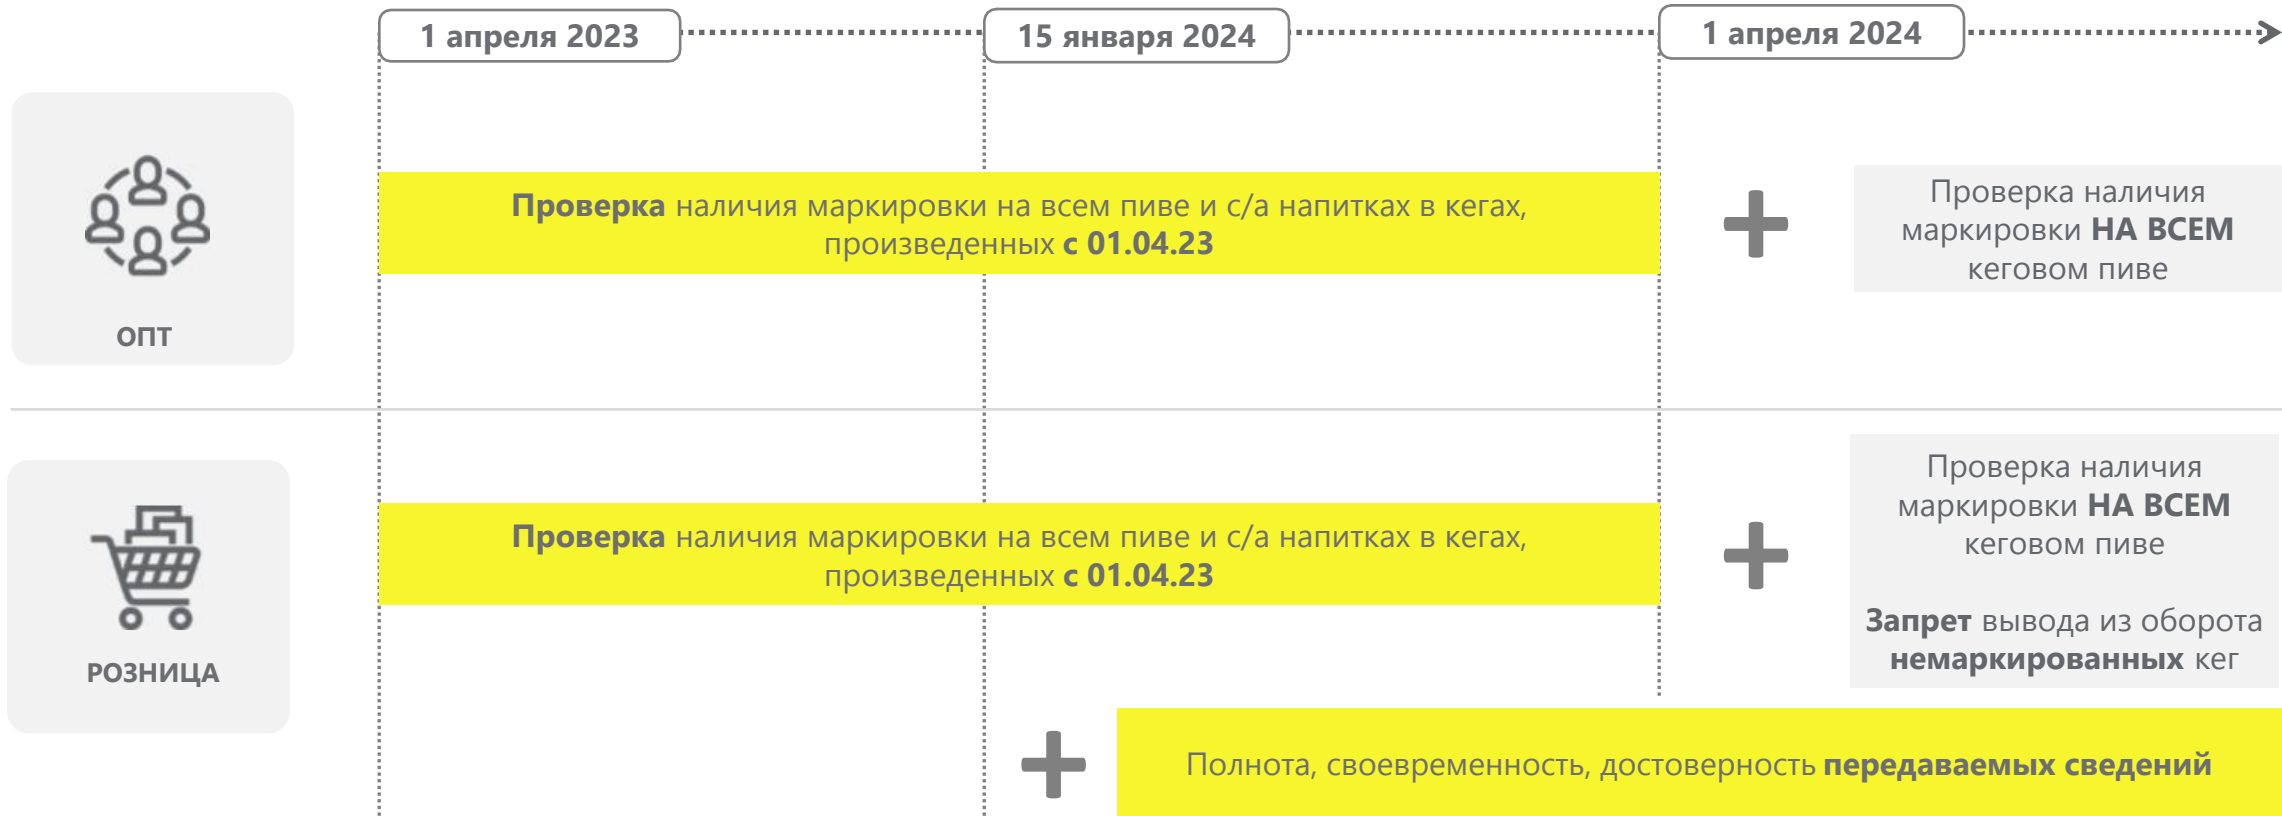 1 апреля 2023
15 января 2024
1 апреля 2024
ОПТ
Проверка наличия маркировки на всем пиве и с/а напитках в кегах,
произведенных с 01.04.23
Проверка наличия
маркировки НА ВСЕМ
кеговом пиве
РОЗНИЦА
Проверка наличия маркировки на всем пиве и с/а напитках в кегах,
произведенных с 01.04.23
Проверка наличия
маркировки НА ВСЕМ
кеговом пиве
Запрет вывода из оборота
немаркированных кег
Полнота, своевременность, достоверность передаваемых сведений